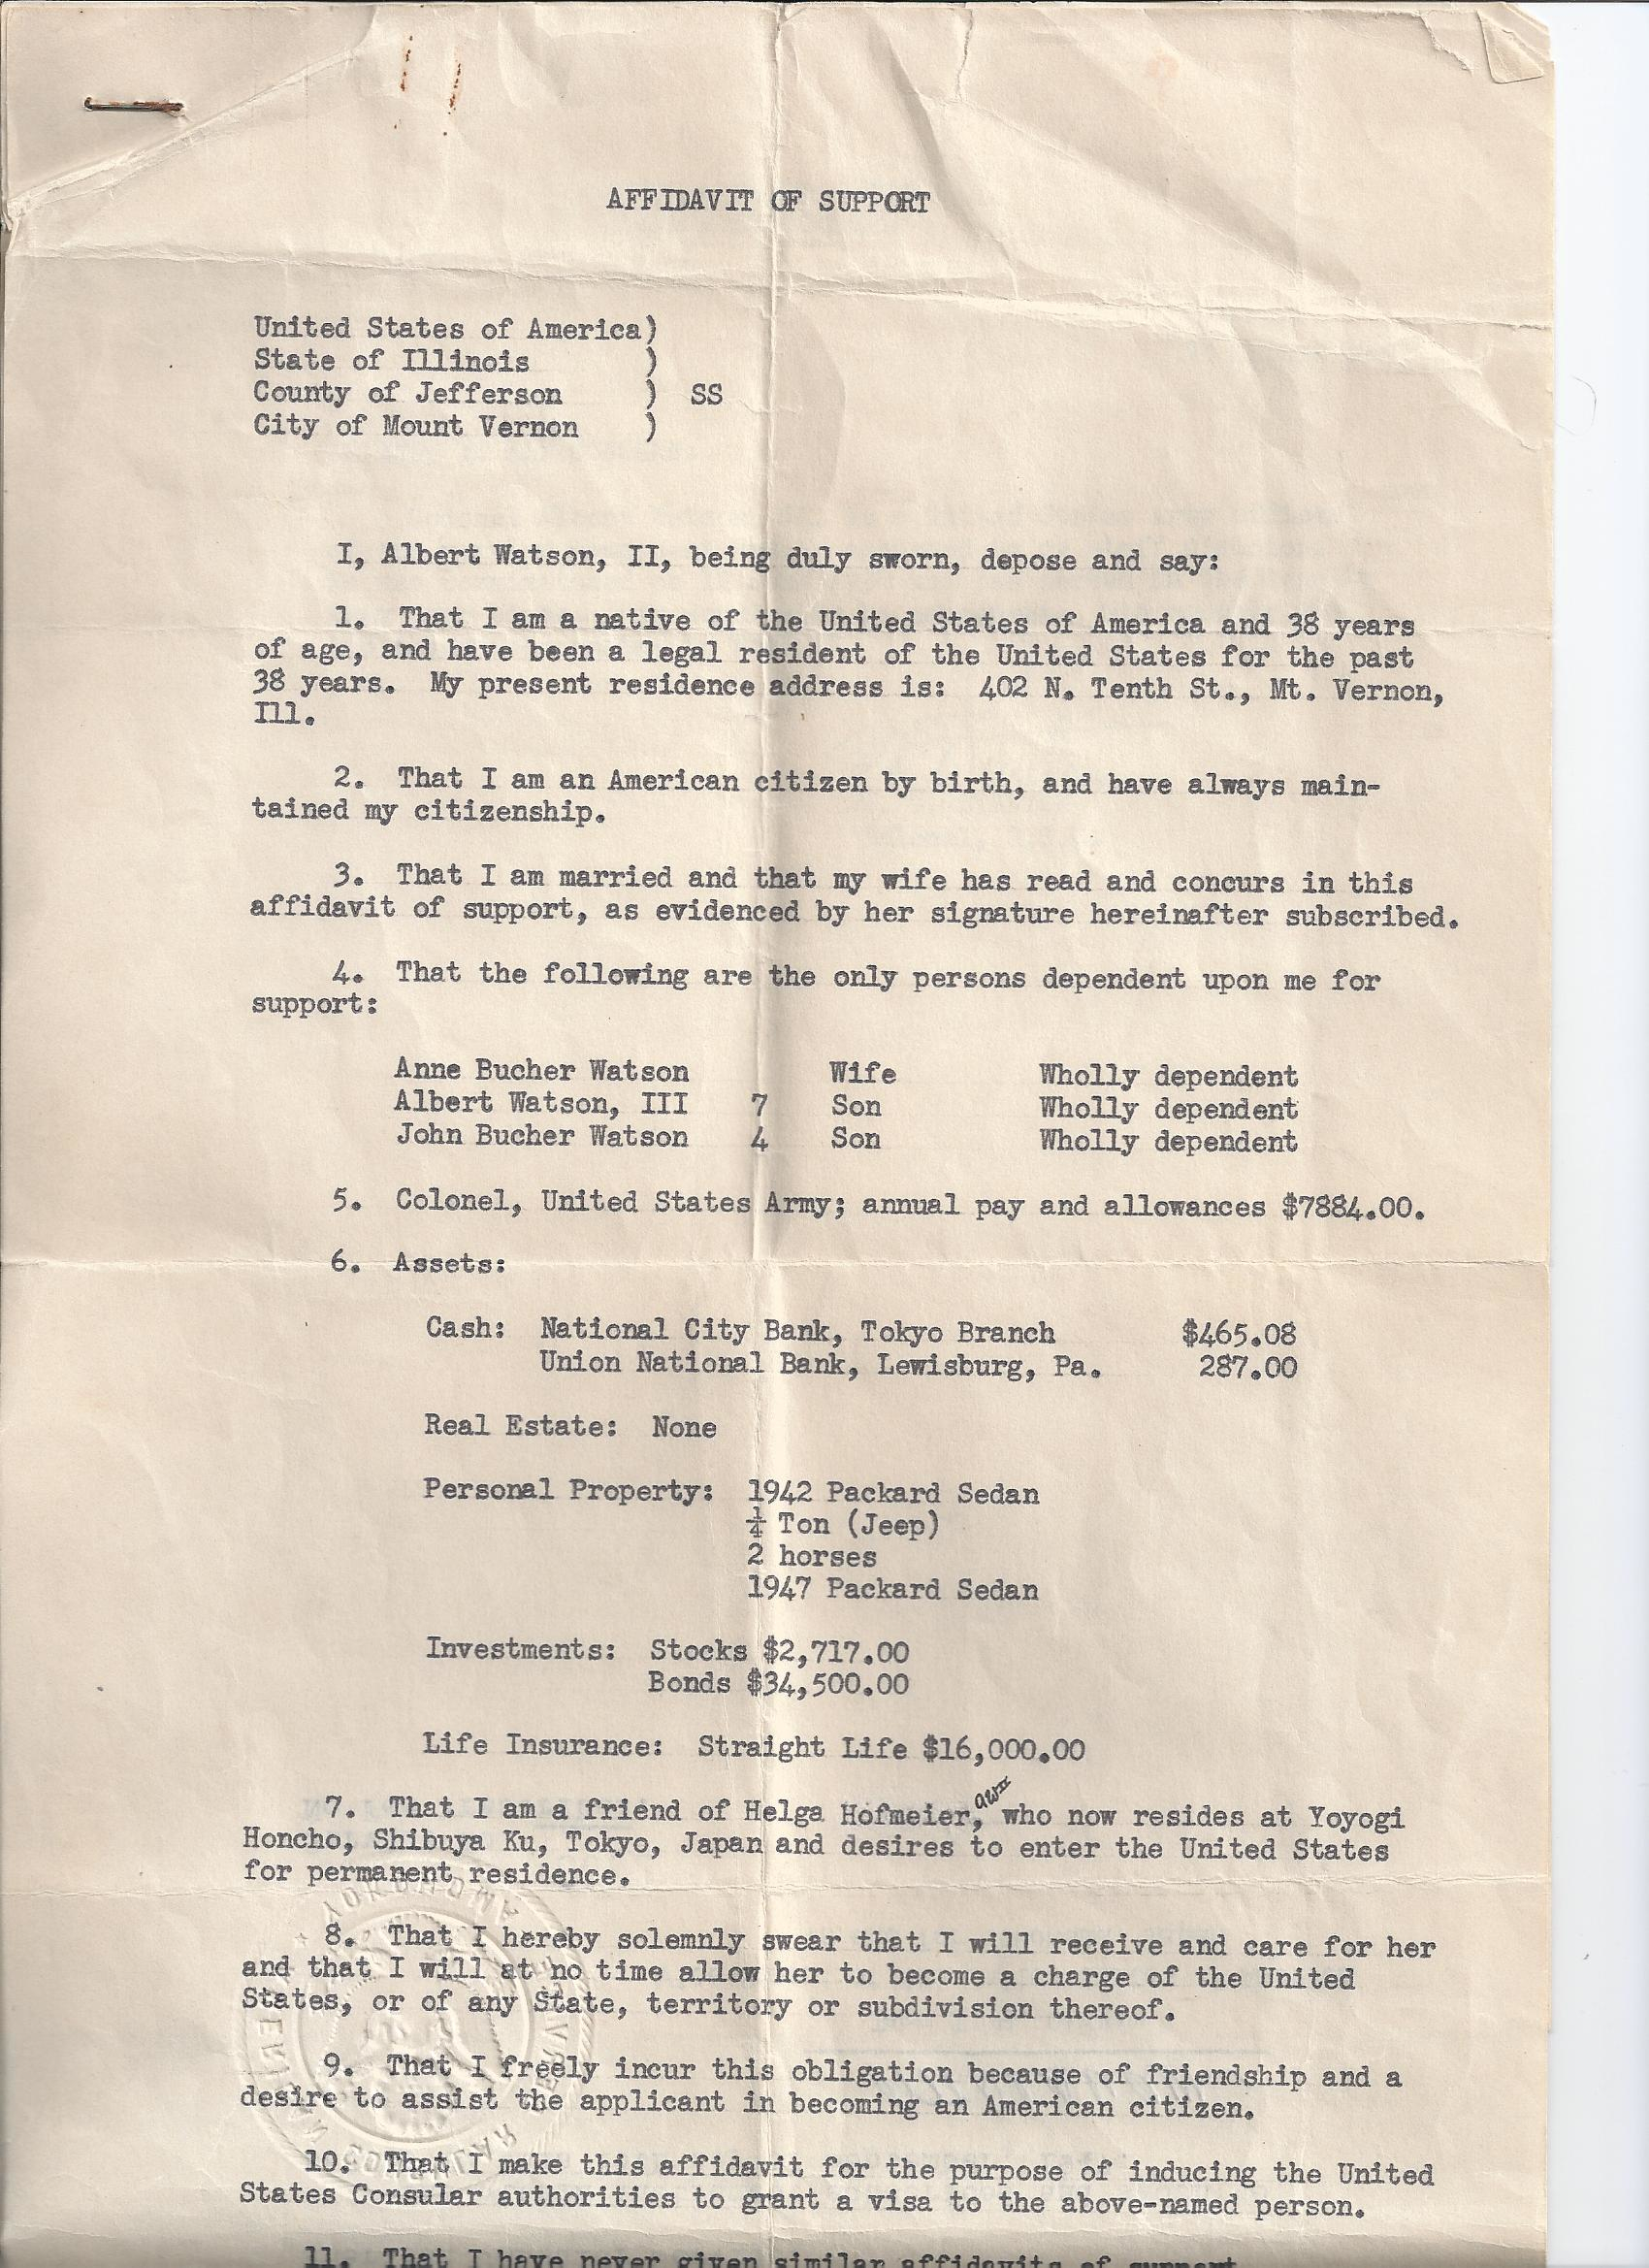 AFFIDAVIT OF SUPPORT
United States of America)
State of Illinois )
County of Jefferson ) SS
City of Mount Vernon )
I, Albert Watson, II, being duly sworn, depose and say:
1. That I am a native of the United States of America and 38 years
of age, and have been a legal resident of the United States for the past
38 years. My present residence address is: 402 N. Tenth St., Mt. Vernon,
Ill.
2. That I am an American citizen by birth, and have always main-
tained my citizenship.
3. That I am married and that my wife has read and concurs in this
affidavit of support, as evidenced by her signature hereinafter subscribed.
4. That the following are the only persons dependent upon me for
support:
Anne Bucher Watson Wife Wholly dependent
Albert Watson, III 7 Son Wholly dependent
John Bucher Watson 4 Son Wholly dependent
5. Colonel, United States Army; annual pay and allowances $7884.00.
6. Assets:
Cash: National City Bank, Tokyo Branch $465.08
Union National Bank, Lewisburg, Pa. 287.00
Real Estate: None
Personal Property: 1942 Packard Sedan
¼ Ton (Jeep)
2 horses
1947 Packard Sedan
Investments: Stocks $2,717.00
Bonds $34,500.00
Life Insurance: Straight Life $16,000.00
AWII
7. That I am a friend of Helga Hofmeier, who now resides at Yoyogi
Honcho, Shibuya Ku, Tokyo, Japan and desires to enter the United States
for permanent residence.
8. That I hereby solemnly swear that I will receive and care for her
and that I will at no time allow her to become a charge of the United
States, or of any State, territory or subdivision thereof.
9. That I freely incur this obligation because of friendship and a
desire to assist the applicant in becoming an American citizen.
10. That I make this affidavit for the purpose of inducing the United
States Consular authorities to grant a visa to the above-named person.
11. That I have never given similar affidavits of support